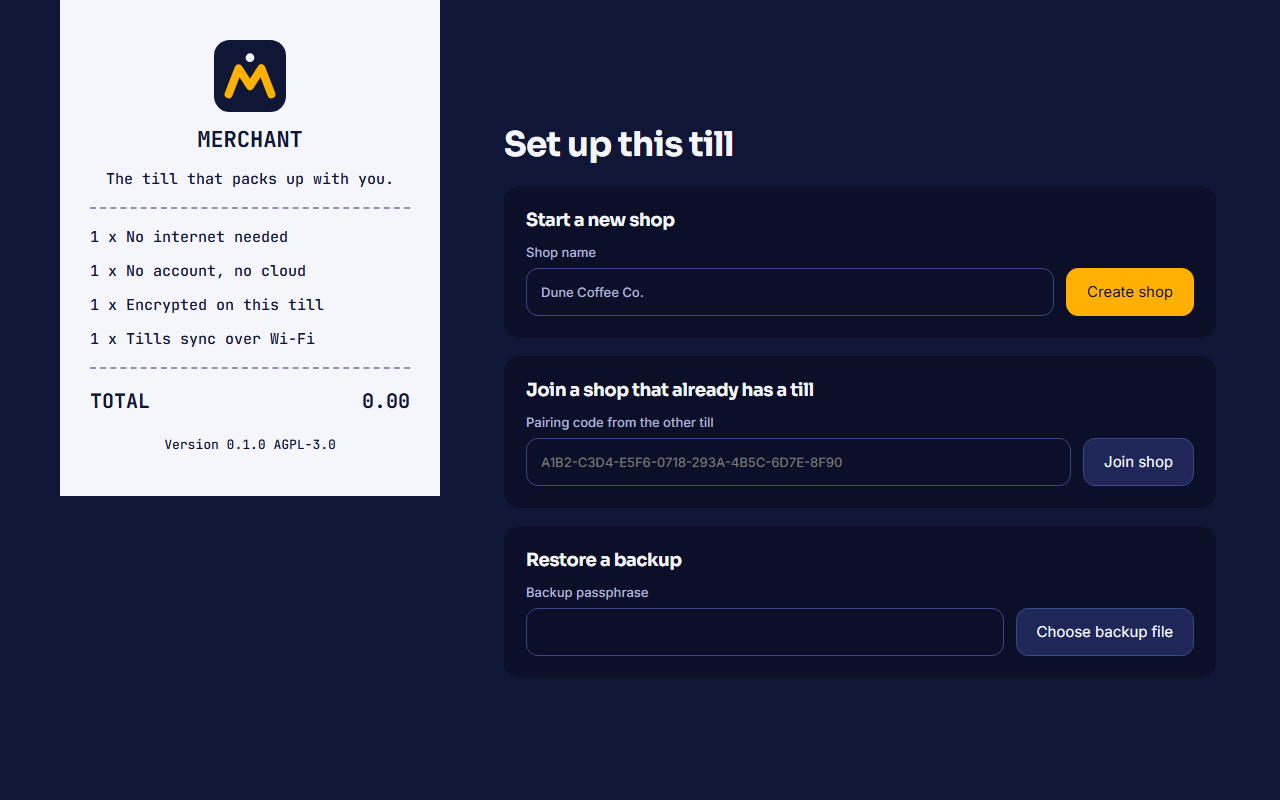 MERCHANT
The till that packs up with you.
1 x No internet needed
1 x No account, no cloud
1 x Encrypted on this till
1 x Tills sync over Wi-Fi
TOTAL 0.00
Version 0.1.0 AGPL-3.0
Set up this till
Start a new shop
Shop name
Dune Coffee Co.
Create shop
Join a shop that already has a till
Pairing code from the other till
A1B2-C3D4-E5F6-0718-293A-4B5C-6D7E-8F90
Join shop
Restore a backup
Backup passphrase
Choose backup file